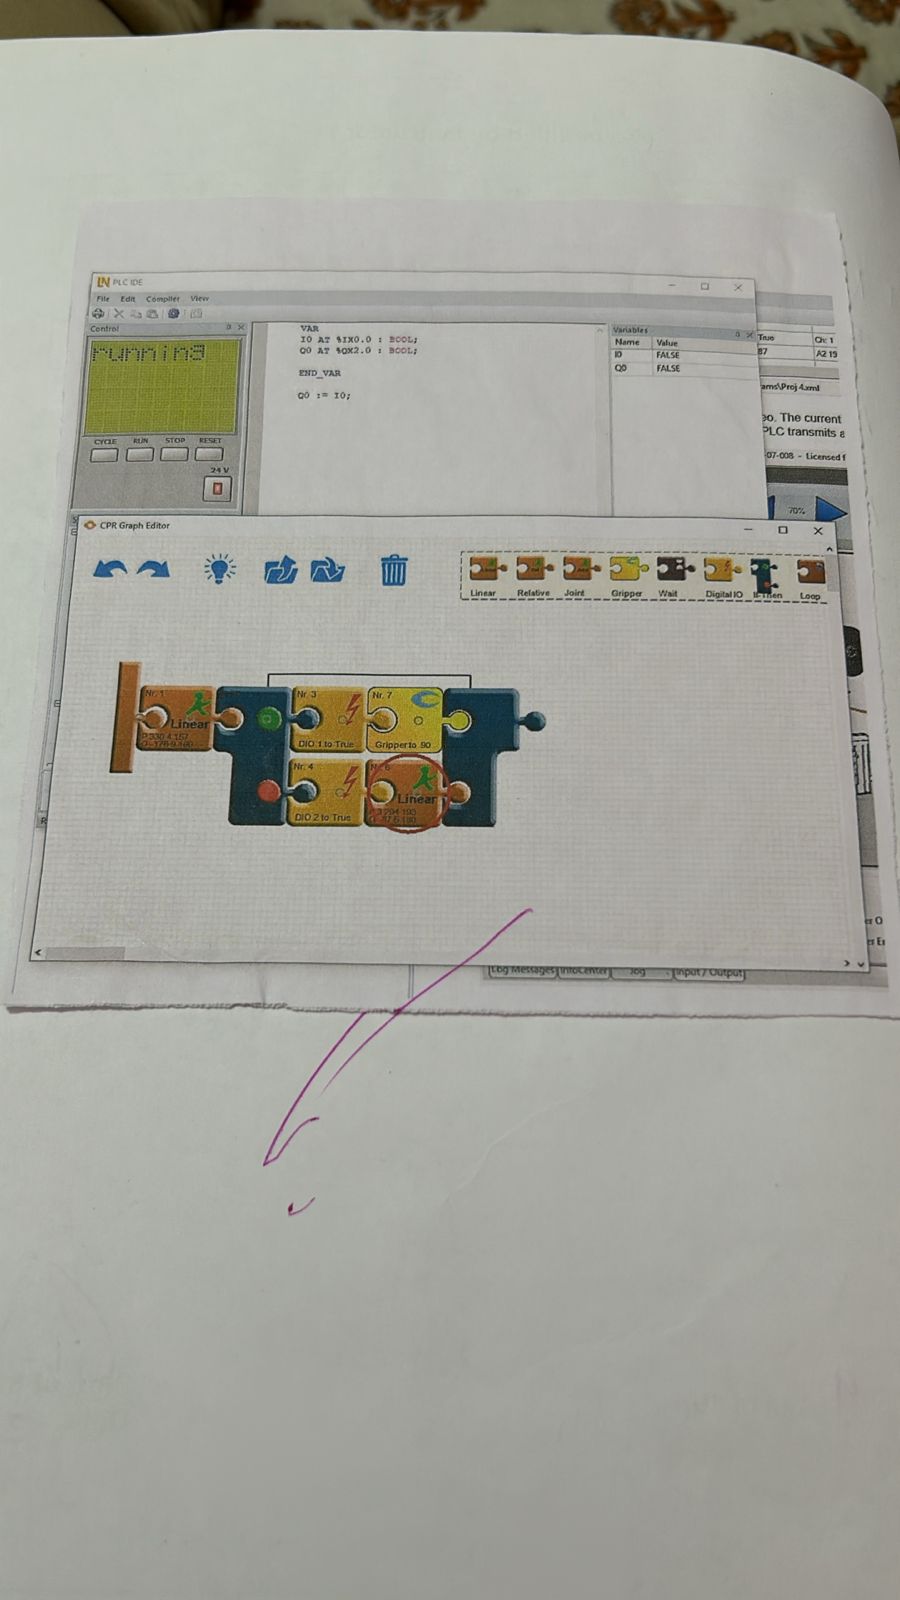 PLC IDE
File Edit Compiler View
Control
running
CYCLE RUN STOP RESET
24 V
VAR
I0 AT %IX0.0 : BOOL;
Q0 AT %QX2.0 : BOOL;
END_VAR
Q0 := I0;
Variables
Name Value
I0 FALSE
Q0 FALSE
True Ch: 1
87 A2 19
ams\Proj 4.xml
eo. The current
PLC transmits a
07-008 - Licensed f
70%
CPR Graph Editor
Linear Relative Joint Gripper Wait Digital IO If-Then Loop
Nr. 1
Linear
Nr. 3
DIO 1 to True
Nr. 7
Gripper to 90
Nr. 4
DIO 2 to True
Linear
er O
er Er
Log Messages InfoCenter Jog Input / Output